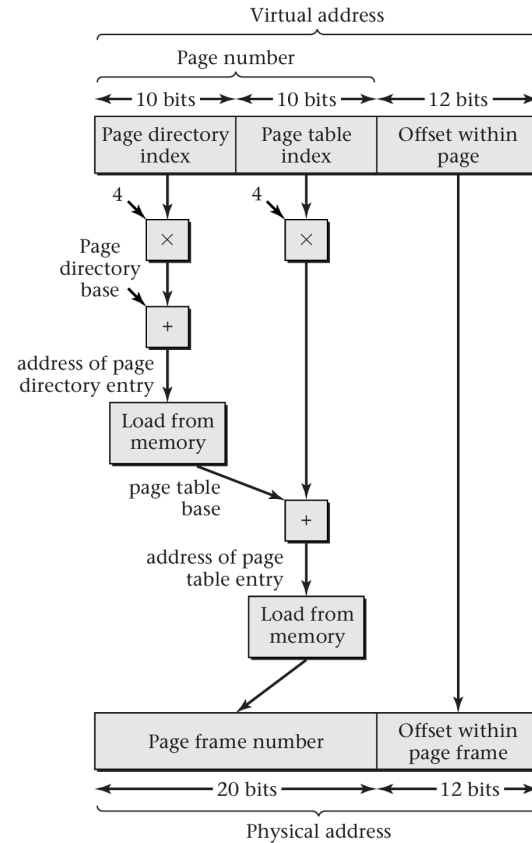 Virtual address
Page number
10 bits
10 bits
12 bits
Page directory
index
Page table
index
Offset within
page
4
×
4
×
Page
directory
base
+
address of page
directory entry
Load from
memory
page table
base
+
address of page
table entry
Load from
memory
Page frame number
Offset within
page frame
20 bits
12 bits
Physical address